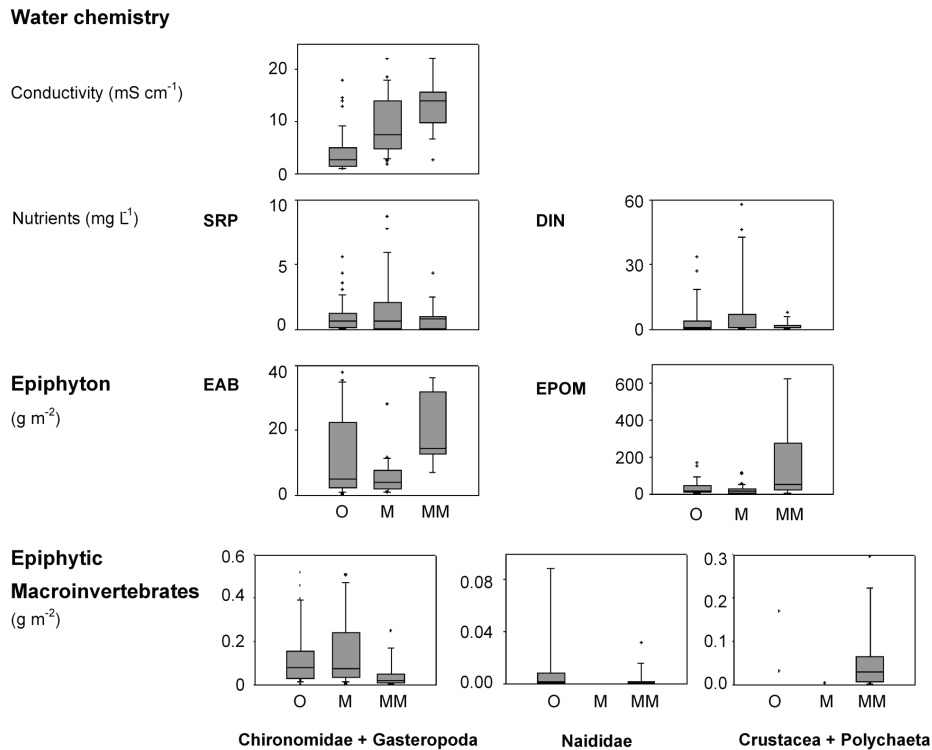 Water chemistry
Conductivity (mS cm-1)
20
10
0
Nutrients (mg L-1)
SRP
10
5
0
DIN
60
30
0
Epiphyton
(g m-2)
EAB
40
20
0
O M MM
EPOM
600
400
200
0
O M MM
Epiphytic
Macroinvertebrates
(g m-2)
0.6
0.4
0.2
0
O M MM
Chironomidae + Gasteropoda
0.08
0.04
0.00
O M MM
Naididae
0.3
0.2
0.1
0.0
O M MM
Crustacea + Polychaeta